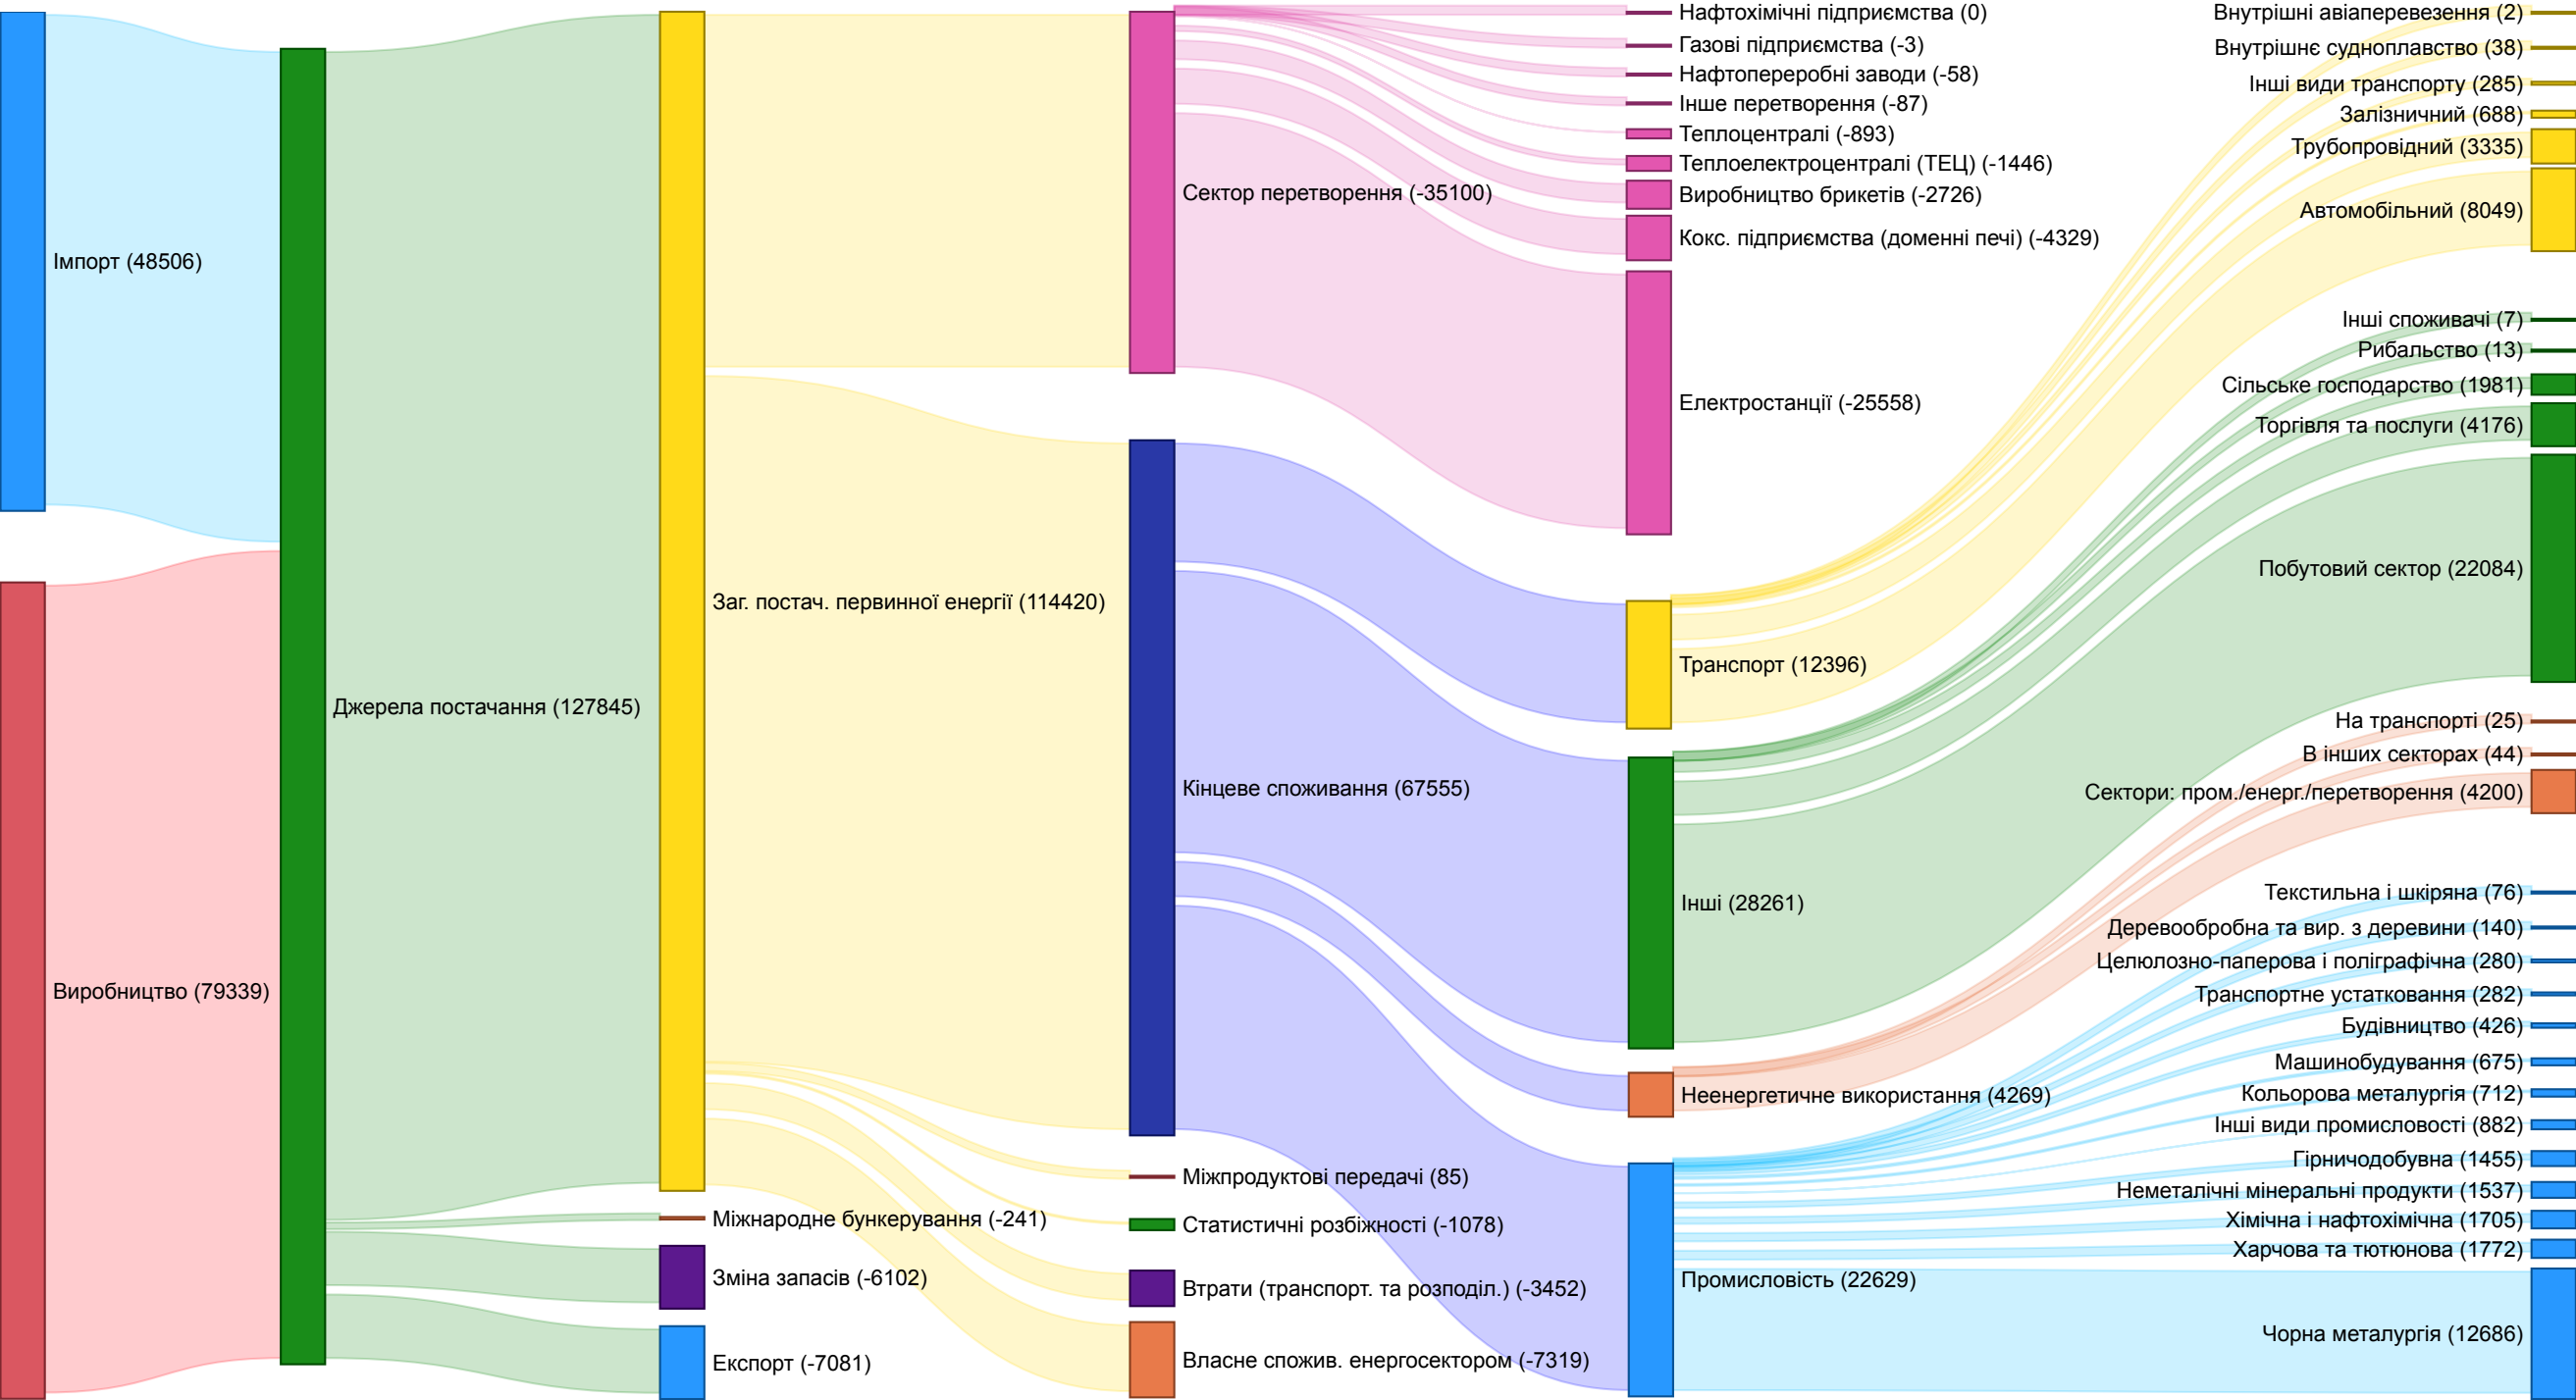 Імпорт (48506)
Виробництво (79339)
Джерела постачання (127845)
Заг. постач. первинної енергії (114420)
Міжнародне бункерування (-241)
Зміна запасів (-6102)
Експорт (-7081)
Сектор перетворення (-35100)
Кінцеве споживання (67555)
Міжпродуктові передачі (85)
Статистичні розбіжності (-1078)
Втрати (транспорт. та розподіл.) (-3452)
Власне спожив. енергосектором (-7319)
Нафтохімічні підприємства (0)
Газові підприємства (-3)
Нафтопереробні заводи (-58)
Інше перетворення (-87)
Теплоцентралі (-893)
Теплоелектроцентралі (ТЕЦ) (-1446)
Виробництво брикетів (-2726)
Кокс. підприємства (доменні печі) (-4329)
Електростанції (-25558)
Транспорт (12396)
Інші (28261)
Неенергетичне використання (4269)
Промисловість (22629)
Внутрішні авіаперевезення (2)
Внутрішнє судноплавство (38)
Інші види транспорту (285)
Залізничний (688)
Трубопровідний (3335)
Автомобільний (8049)
Інші споживачі (7)
Рибальство (13)
Сільське господарство (1981)
Торгівля та послуги (4176)
Побутовий сектор (22084)
На транспорті (25)
В інших секторах (44)
Сектори: пром./енерг./перетворення (4200)
Текстильна і шкіряна (76)
Деревообробна та вир. з деревини (140)
Целюлозно-паперова і поліграфічна (280)
Транспортне устатковання (282)
Будівництво (426)
Машинобудування (675)
Кольорова металургія (712)
Інші види промисловості (882)
Гірничодобувна (1455)
Неметалічні мінеральні продукти (1537)
Хімічна і нафтохімічна (1705)
Харчова та тютюнова (1772)
Чорна металургія (12686)